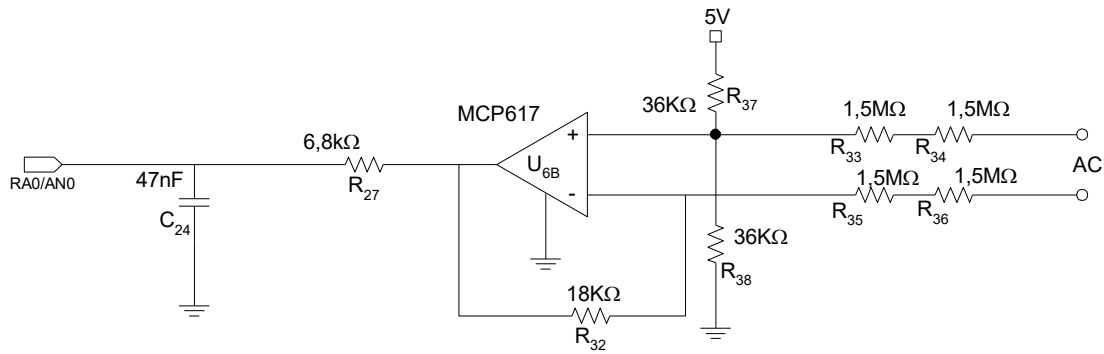 5V
36KΩ
R37
MCP617
1,5MΩ
1,5MΩ
+
R33
R34
6,8kΩ
U6B
AC
RA0/AN0
47nF
R27
-
1,5MΩ
1,5MΩ
C24
R35
R36
36KΩ
R38
18KΩ
R32